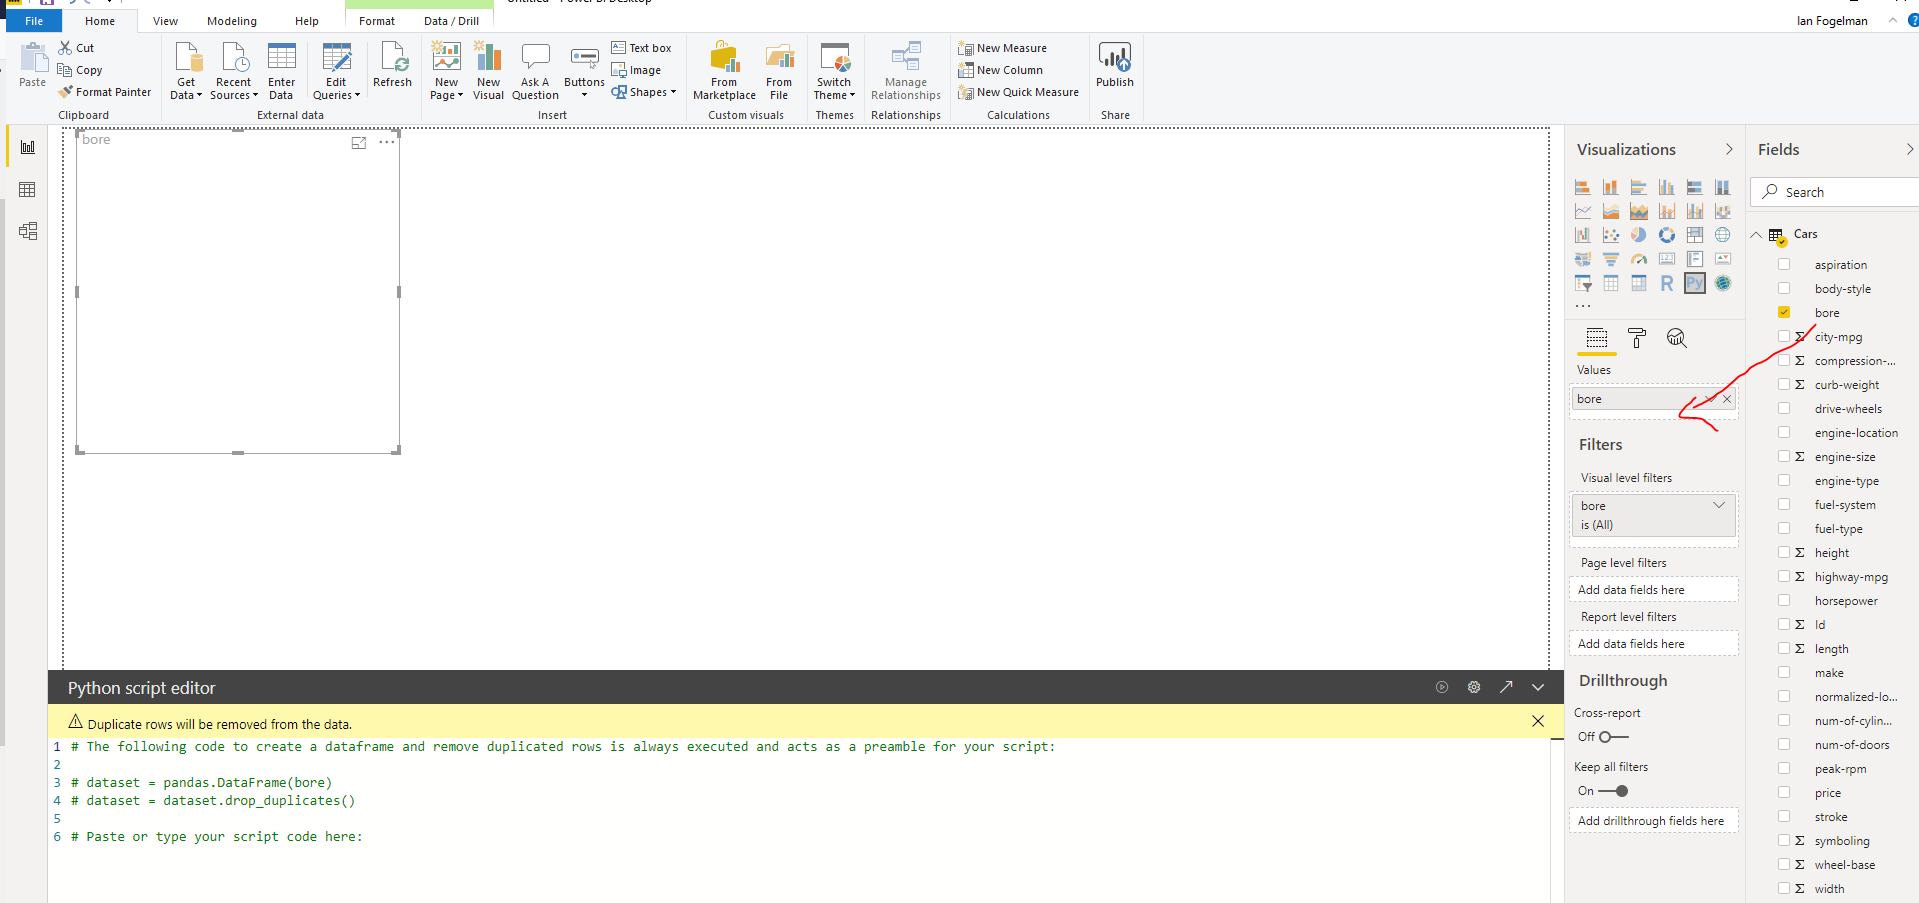 Untitled - Power BI Desktop
File Home View Modeling Help Format Data / Drill Ian Fogelman
Paste
Cut
Copy
Format Painter
Clipboard
Get Data
Recent Sources
Enter Data
Edit Queries
Refresh
External data
New Page
New Visual
Ask A Question
Buttons
Text box
Image
Shapes
Insert
From Marketplace
From File
Custom visuals
Switch Theme
Themes
Manage Relationships
Relationships
New Measure
New Column
New Quick Measure
Calculations
Publish
Share
bore
Python script editor
Duplicate rows will be removed from the data.
1 # The following code to create a dataframe and remove duplicated rows is always executed and acts as a preamble for your script:
2
3 # dataset = pandas.DataFrame(bore)
4 # dataset = dataset.drop_duplicates()
5
6 # Paste or type your script code here:
Visualizations
R
Py
Values
bore
Filters
Visual level filters
bore
is (All)
Page level filters
Add data fields here
Report level filters
Add data fields here
Drillthrough
Cross-report
Off
Keep all filters
On
Add drillthrough fields here
Fields
Search
Cars
aspiration
body-style
bore
Σ city-mpg
Σ compression-...
Σ curb-weight
drive-wheels
engine-location
Σ engine-size
engine-type
fuel-system
fuel-type
Σ height
Σ highway-mpg
horsepower
Σ Id
Σ length
make
normalized-lo...
num-of-cylin...
num-of-doors
peak-rpm
price
stroke
Σ symboling
Σ wheel-base
Σ width